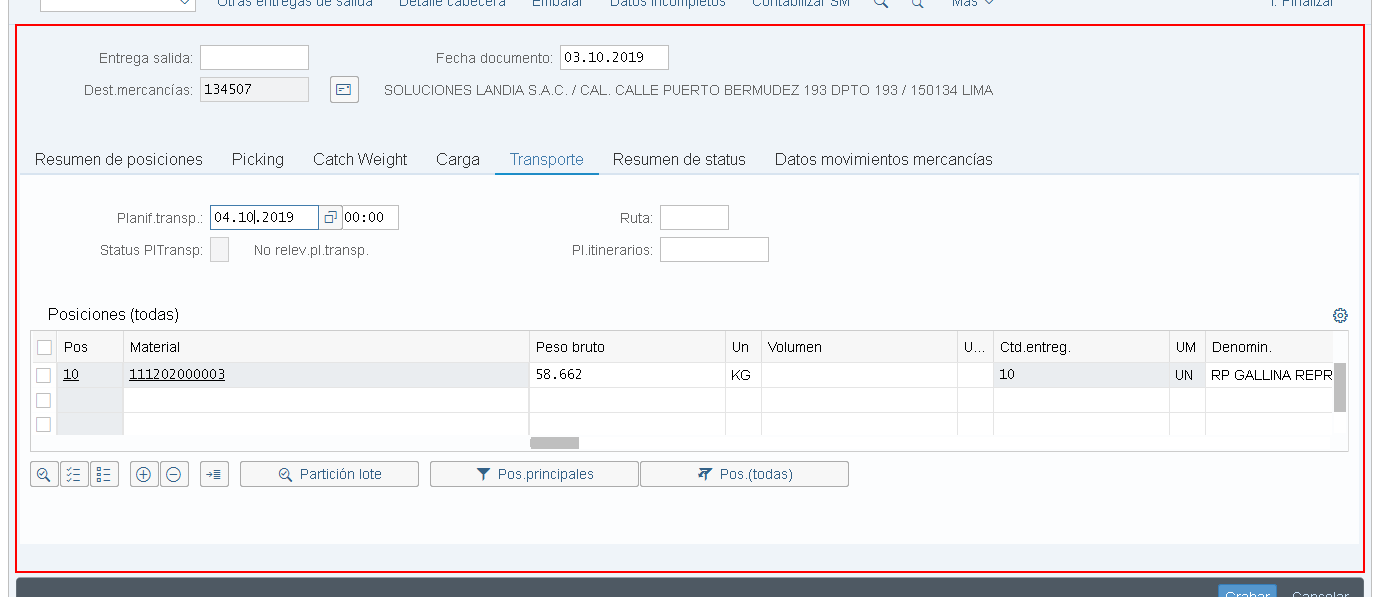 Otras entregas de salida Detalle cabecera Embalar Datos incompletos Contabilizar SM Más T. Finalizar
Entrega salida: Fecha documento: 03.10.2019
Dest.mercancías: 134507 SOLUCIONES LANDIA S.A.C. / CAL. CALLE PUERTO BERMUDEZ 193 DPTO 193 / 150134 LIMA
Resumen de posiciones Picking Catch Weight Carga Transporte Resumen de status Datos movimientos mercancías
Planif.transp.: 04.10.2019 00:00 Ruta:
Status PlTransp: No relev.pl.transp. Pl.itinerarios:
Posiciones (todas)
Pos Material Peso bruto Un Volumen U... Ctd.entreg. UM Denomin.
10 111202000003 58.662 KG 10 UN RP GALLINA REPR
Partición lote Pos.principales Pos.(todas)
Grabar Cancelar